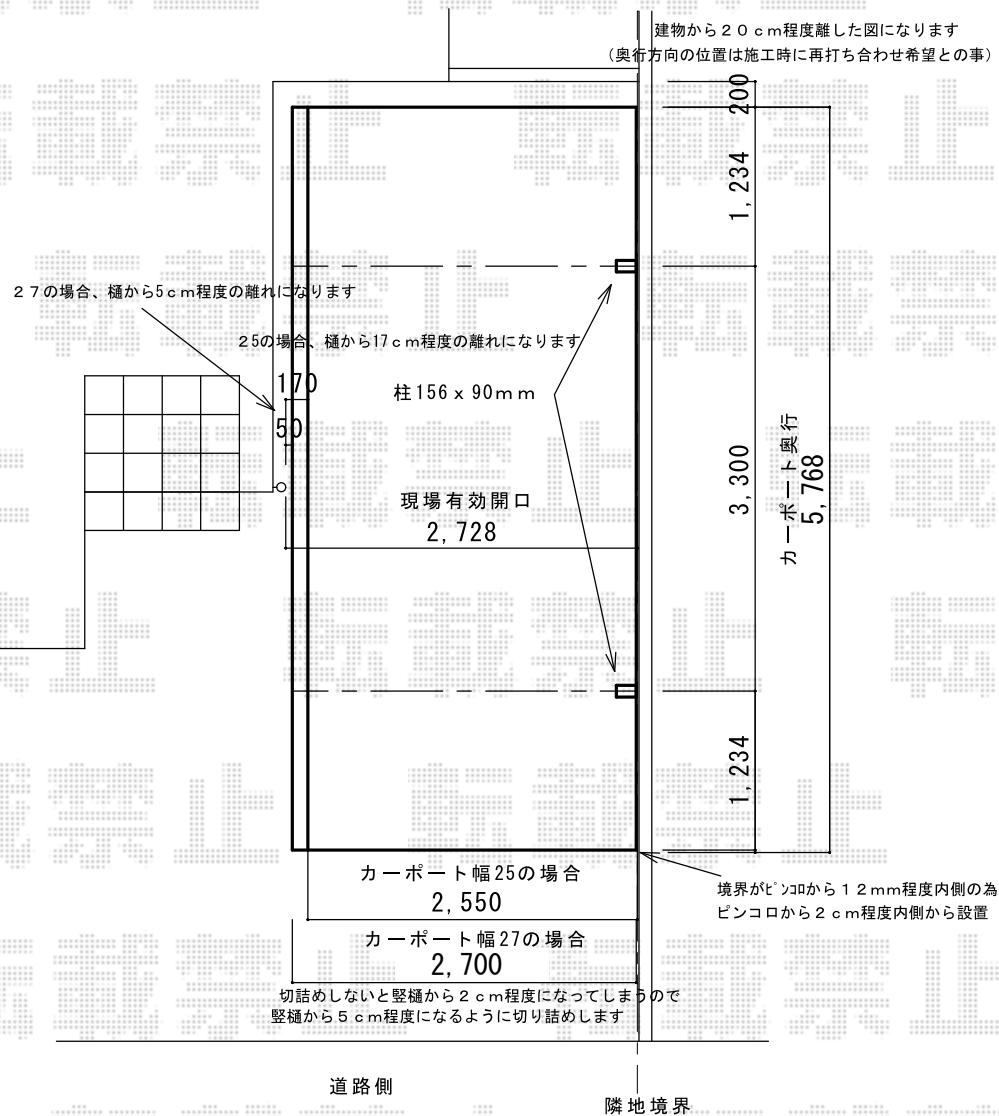 建物から20cm程度離した図になります
(奥行方向の位置は施工時に再打ち合わせ希望との事)
200
1,234
27の場合、樋から5cm程度の離れになります
25の場合、樋から17cm程度の離れになります
170
柱156x90mm
50
3,300
カーポート奥行
5,768
現場有効開口
2,728
1,234
カーポート幅25の場合
2,550
境界がピンコロから12mm程度内側の為
ピンコロから2cm程度内側から設置
カーポート幅27の場合
2,700
切詰めしないと竪樋から2cm程度になってしまうので
竪樋から5cm程度になるように切り詰めします
道路側
隣地境界
転載禁止